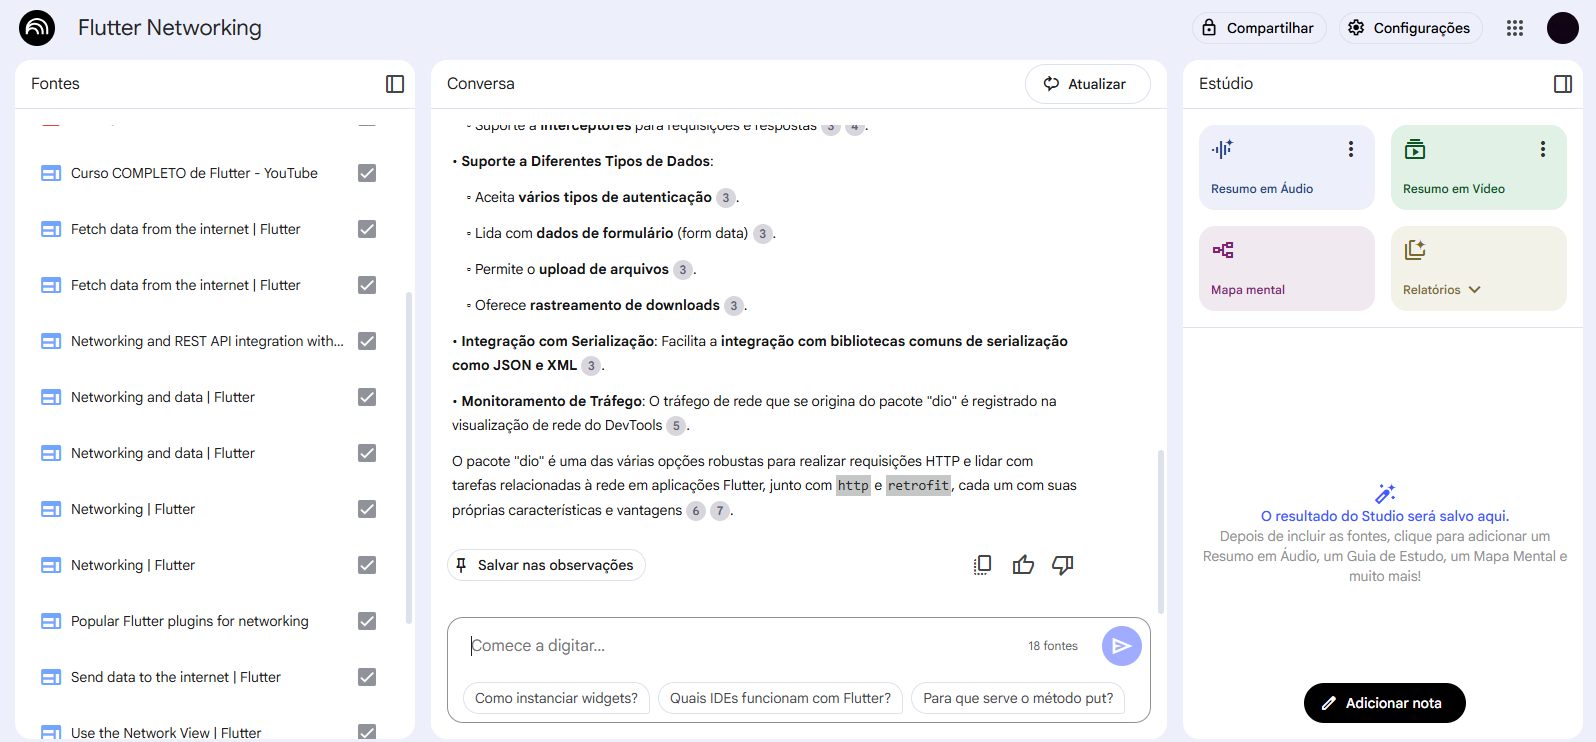 Flutter Networking
Compartilhar
Configurações
Fontes
Curso COMPLETO de Flutter - YouTube
Fetch data from the internet | Flutter
Fetch data from the internet | Flutter
Networking and REST API integration with...
Networking and data | Flutter
Networking and data | Flutter
Networking | Flutter
Networking | Flutter
Popular Flutter plugins for networking
Send data to the internet | Flutter
Use the Network View | Flutter
Conversa
Atualizar
◦ Suporte a interceptores para requisições e respostas 3 4 .
• Suporte a Diferentes Tipos de Dados:
◦ Aceita vários tipos de autenticação 3 .
◦ Lida com dados de formulário (form data) 3 .
◦ Permite o upload de arquivos 3 .
◦ Oferece rastreamento de downloads 3 .
• Integração com Serialização: Facilita a integração com bibliotecas comuns de serialização
como JSON e XML 3 .
• Monitoramento de Tráfego: O tráfego de rede que se origina do pacote "dio" é registrado na
visualização de rede do DevTools 5 .
O pacote "dio" é uma das várias opções robustas para realizar requisições HTTP e lidar com
tarefas relacionadas à rede em aplicações Flutter, junto com http e retrofit, cada um com suas
próprias características e vantagens 6 7 .
Salvar nas observações
Comece a digitar...
18 fontes
Como instanciar widgets?
Quais IDEs funcionam com Flutter?
Para que serve o método put?
Estúdio
Resumo em Áudio
Resumo em Vídeo
Mapa mental
Relatórios
O resultado do Studio será salvo aqui.
Depois de incluir as fontes, clique para adicionar um
Resumo em Áudio, um Guia de Estudo, um Mapa Mental e
muito mais!
Adicionar nota